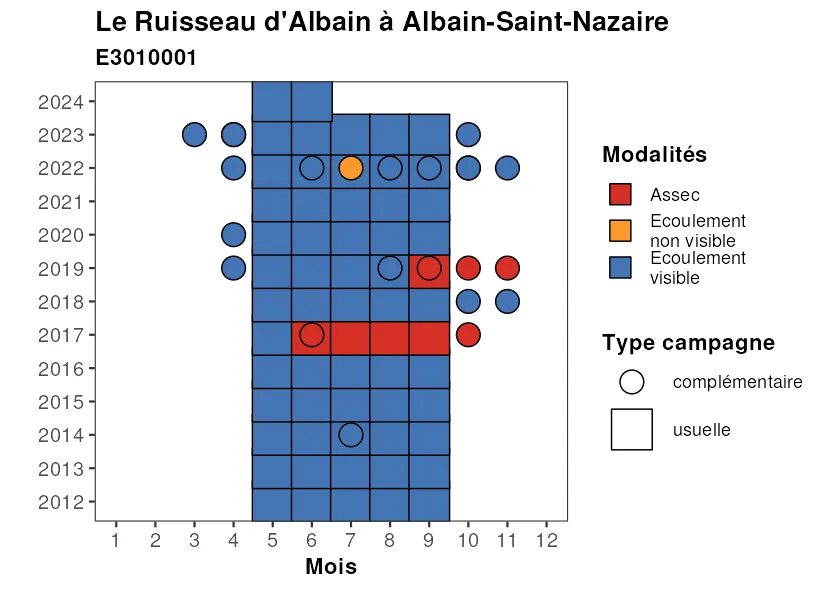 Le Ruisseau d'Albain à Albain-Saint-Nazaire
E3010001
2024
2023
2022
2021
2020
2019
2018
2017
2016
2015
2014
2013
2012
1 2 3 4 5 6 7 8 9 10 11 12
Mois
Modalités
Assec
Ecoulement
non visible
Ecoulement
visible
Type campagne
complémentaire
usuelle